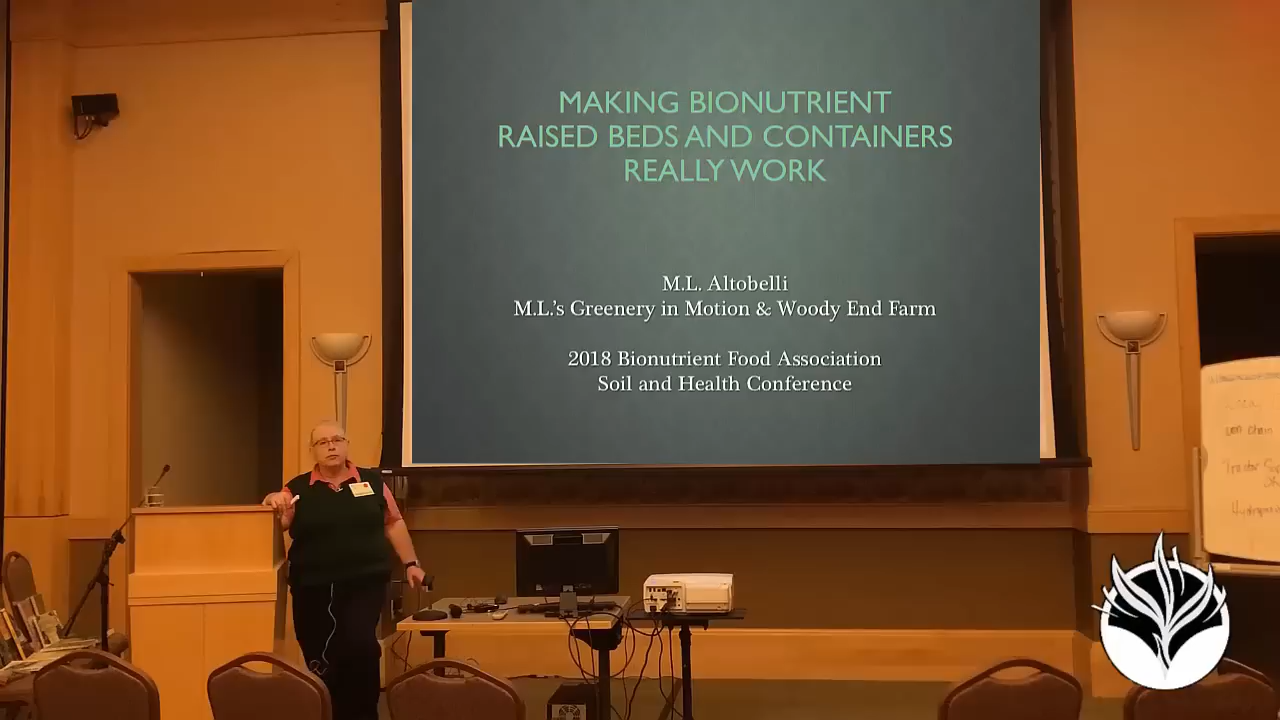 MAKING BIONUTRIENT
RAISED BEDS AND CONTAINERS
REALLY WORK
M.L. Altobelli
M.L.'s Greenery in Motion & Woody End Farm
2018 Bionutrient Food Association
Soil and Health Conference